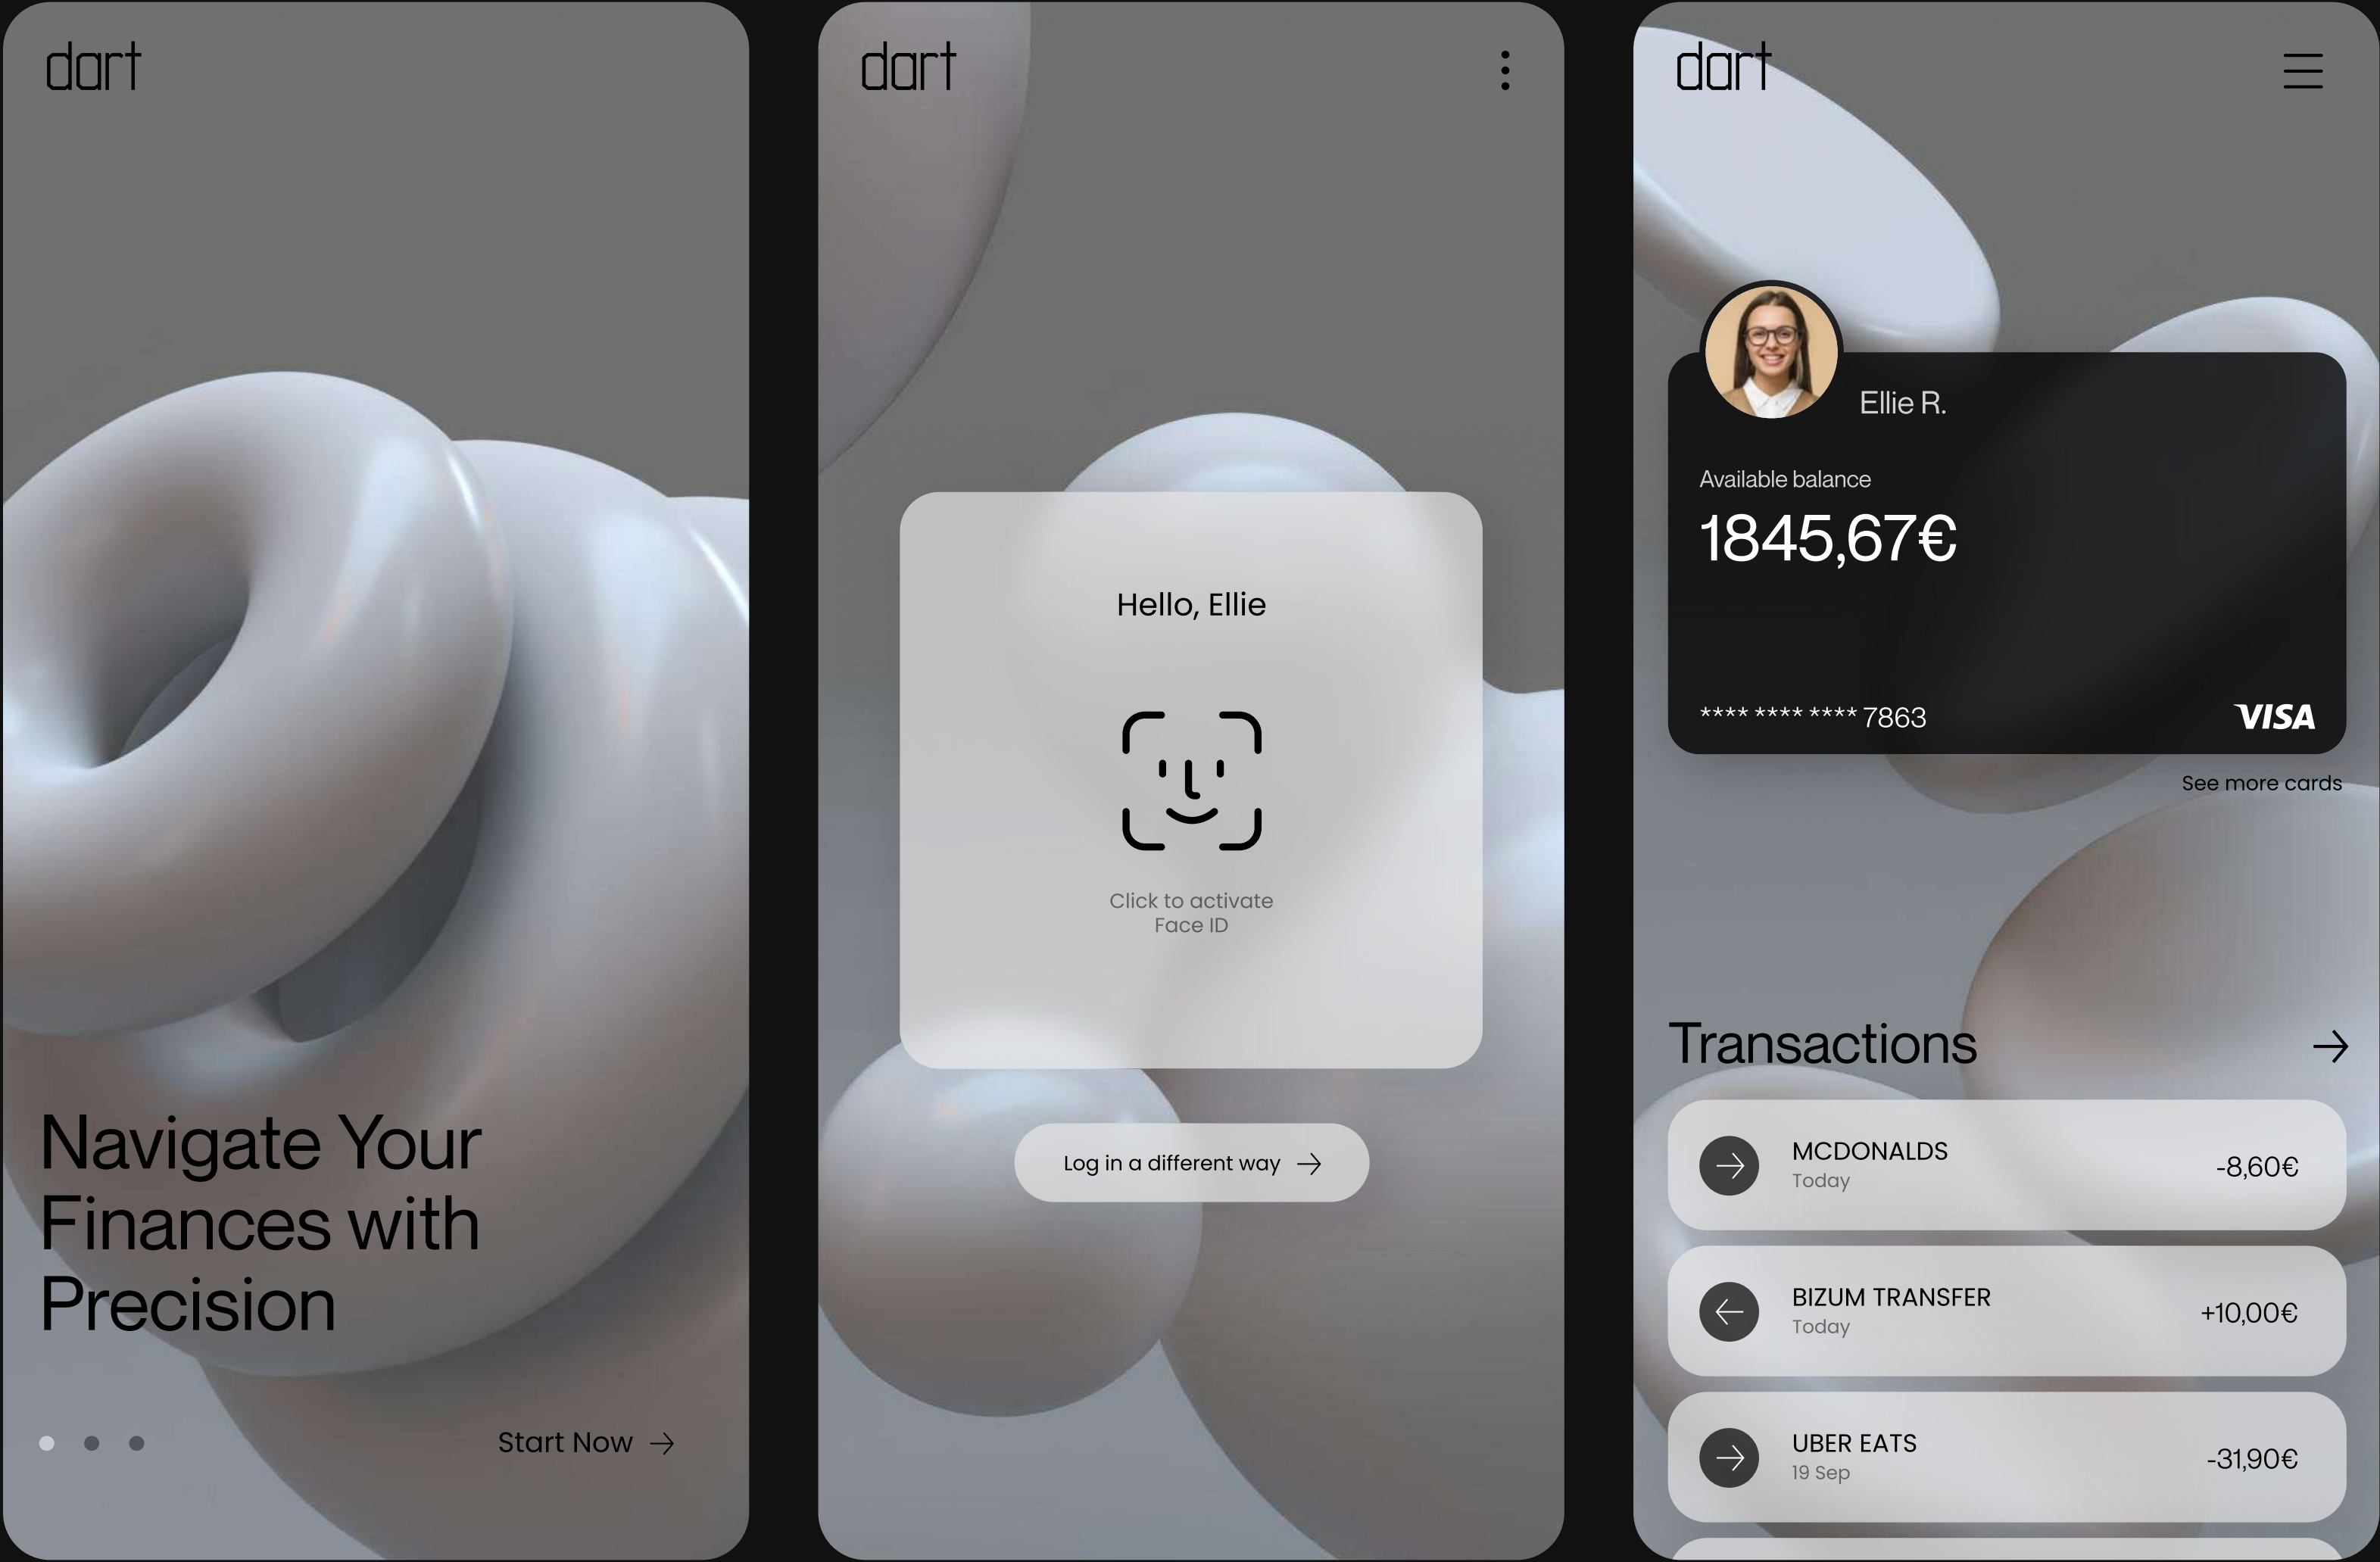 dart
Navigate Your
Finances with
Precision
Start Now
dart
Hello, Ellie
Click to activate
Face ID
Log in a different way
dart
Ellie R.
Available balance
1845,67€
**** **** **** 7863
VISA
See more cards
Transactions
MCDONALDS
Today
-8,60€
BIZUM TRANSFER
Today
+10,00€
UBER EATS
19 Sep
-31,90€